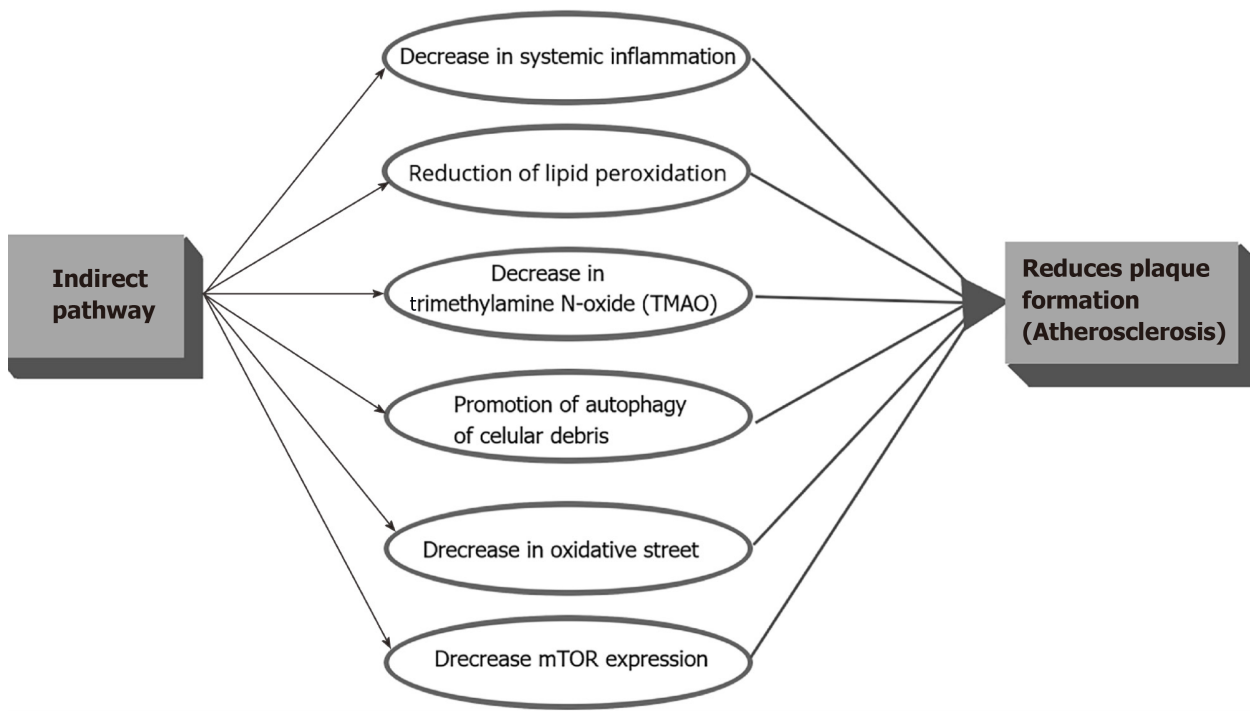 Decrease in systemic inflammation
Reduction of lipid peroxidation
Indirect
pathway
Decrease in
trimethylamine N-oxide (TMAO)
Reduces plaque
formation
(Atherosclerosis)
Promotion of autophagy
of celular debris
Drecrease in oxidative street
Drecrease mTOR expression